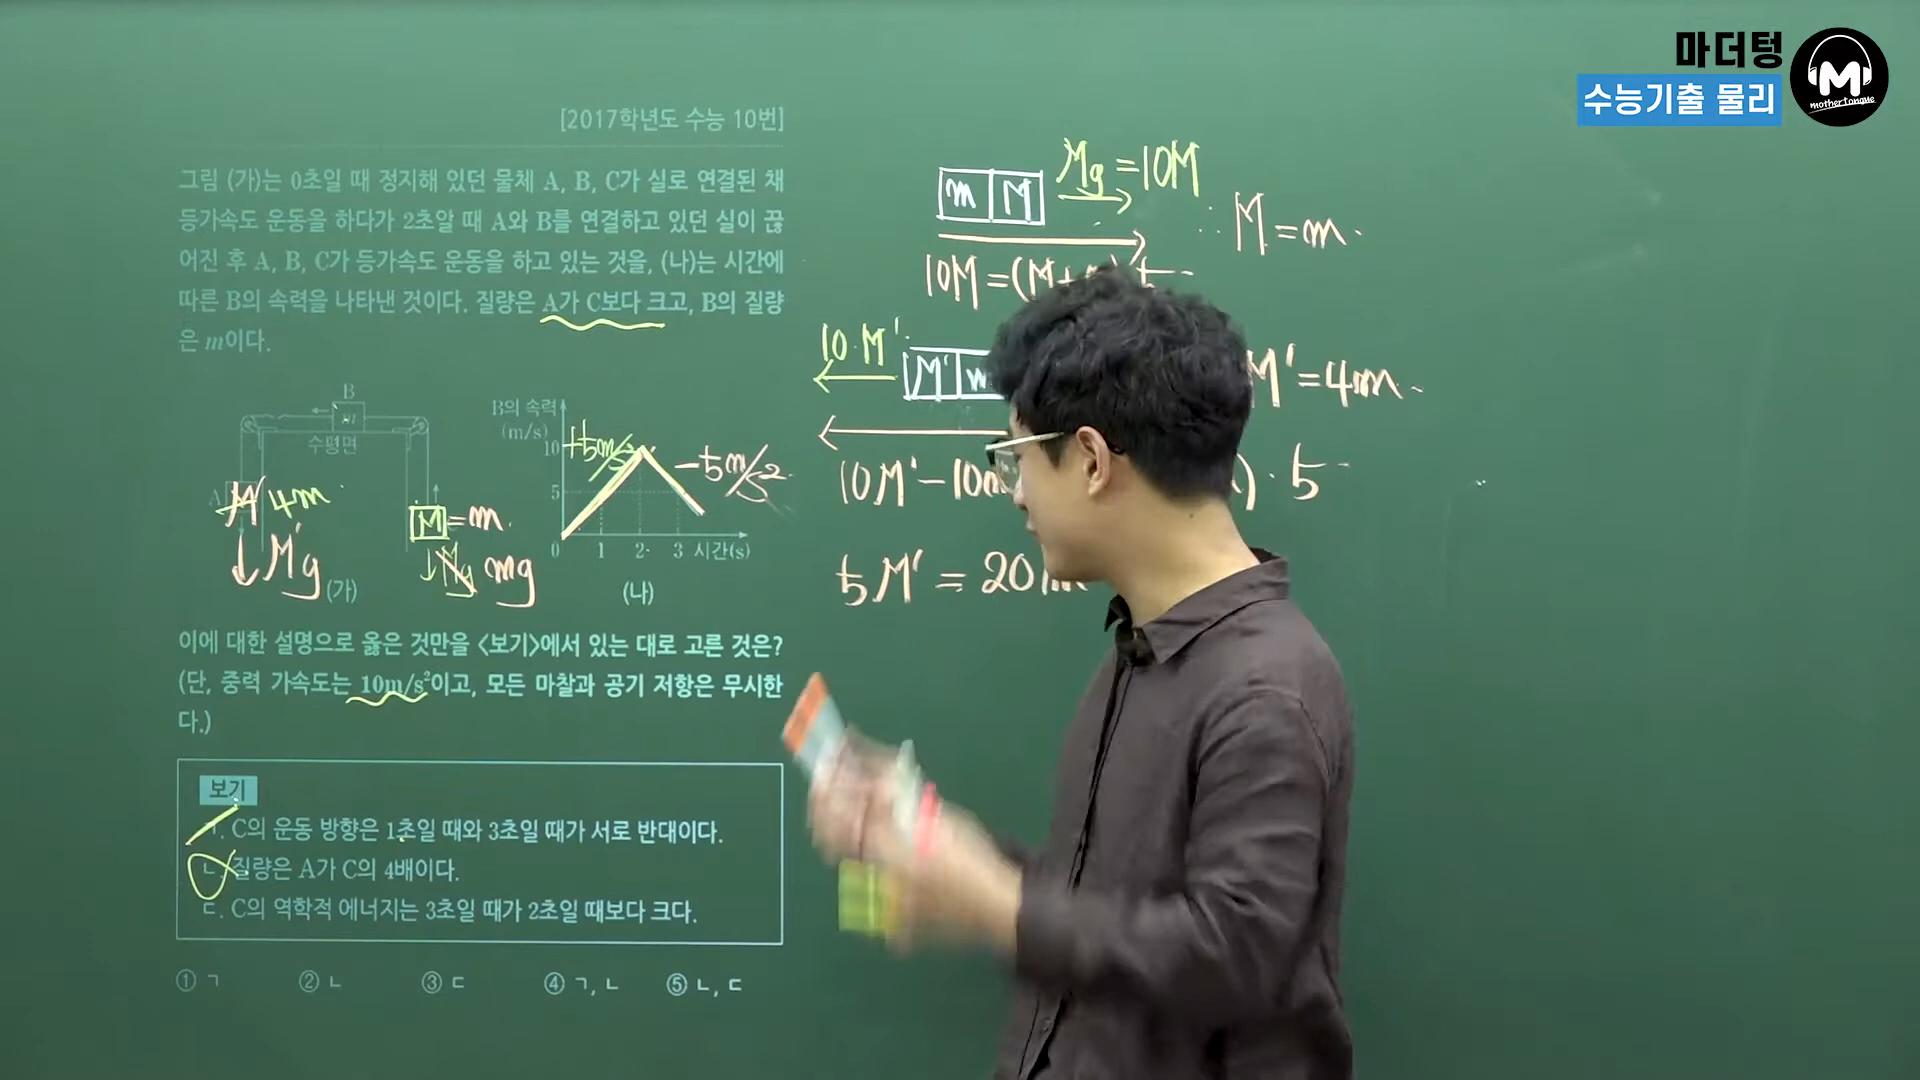 마더텅
수능기출 물리
mothertongue
[2017학년도 수능 10번]
그림 (가)는 0초일 때 정지해 있던 물체 A, B, C가 실로 연결된 채
등가속도 운동을 하다가 2초일 때 A와 B를 연결하고 있던 실이 끊
어진 후 A, B, C가 등가속도 운동을 하고 있는 것을, (나)는 시간에
따른 B의 속력을 나타낸 것이다. 질량은 A가 C보다 크고, B의 질량
은 m이다.
B
m
수평면
A
4m
M'g
M = m
Mg mg
(가)
B의 속력
(m/s)
10
5
0 1 2 3 시간(s)
+5m/s²
-5m/s²
(나)
이에 대한 설명으로 옳은 것만을 <보기>에서 있는 대로 고른 것은?
(단, 중력 가속도는 10m/s²이고, 모든 마찰과 공기 저항은 무시한
다.)
보기
ㄱ. C의 운동 방향은 1초일 때와 3초일 때가 서로 반대이다.
ㄴ. 질량은 A가 C의 4배이다.
ㄷ. C의 역학적 에너지는 3초일 때가 2초일 때보다 크다.
① ㄱ ② ㄴ ③ ㄷ ④ ㄱ, ㄴ ⑤ ㄴ, ㄷ
m M Mg = 10M
∴ M = m
10M = (M+
10 M'
M'
M' = 4m
10M' - 10m ) · 5
5M' = 20m